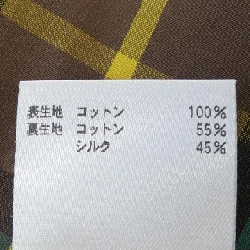 表生地 コットン 100%
裏生地 コットン 55%
シルク 45%